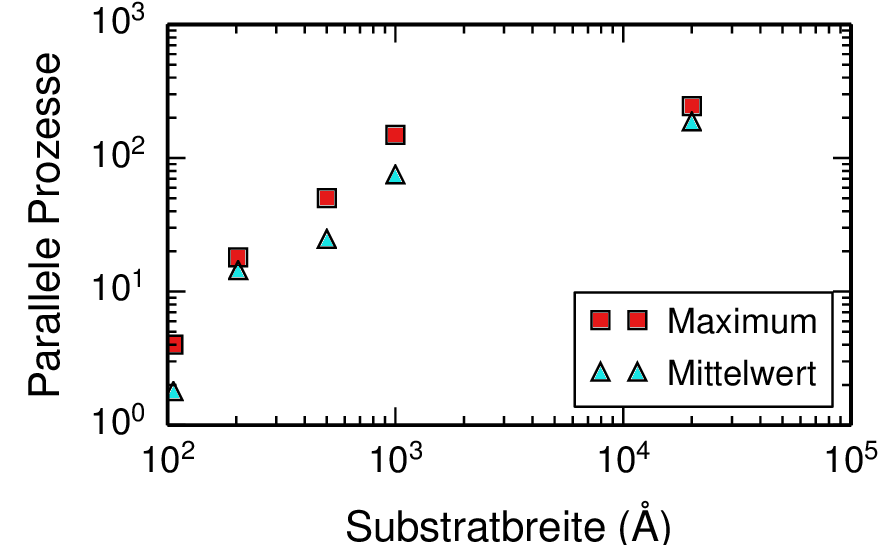 Parallele Prozesse
10³
10²
10¹
10⁰
Maximum
Mittelwert
10² 10³ 10⁴ 10⁵
Substratbreite (Å)